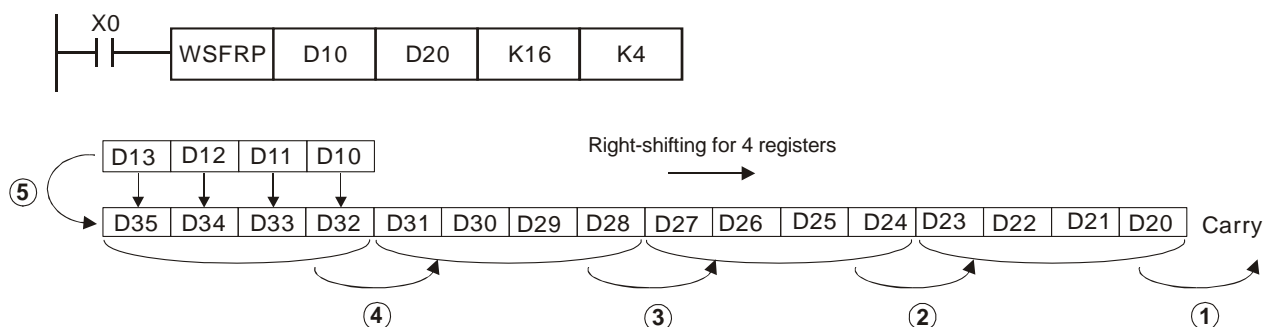 X0
WSFRP D10 D20 K16 K4
Right-shifting for 4 registers
D13 D12 D11 D10
5
D35 D34 D33 D32 D31 D30 D29 D28 D27 D26 D25 D24 D23 D22 D21 D20 Carry
4 3 2 1